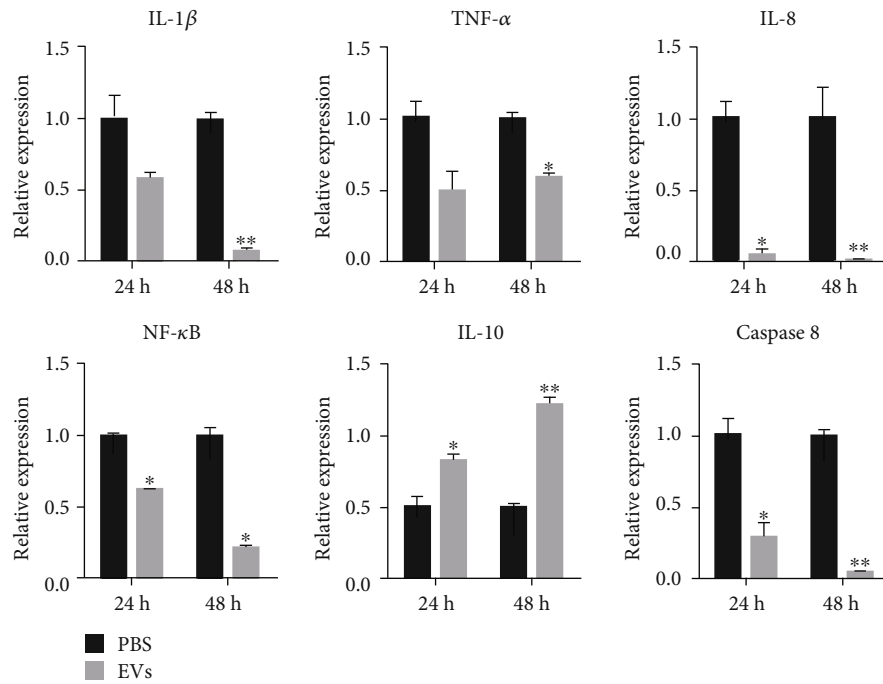 IL-1β
Relative expression
1.5
1.0
0.5
0.0
**
24 h
48 h
TNF-α
Relative expression
1.5
1.0
0.5
0.0
*
24 h
48 h
IL-8
Relative expression
1.5
1.0
0.5
0.0
*
**
24 h
48 h
NF-κB
Relative expression
1.5
1.0
0.5
0.0
*
*
24 h
48 h
IL-10
Relative expression
1.5
1.0
0.5
0.0
*
**
24 h
48 h
Caspase 8
Relative expression
1.5
1.0
0.5
0.0
*
**
24 h
48 h
PBS
EVs